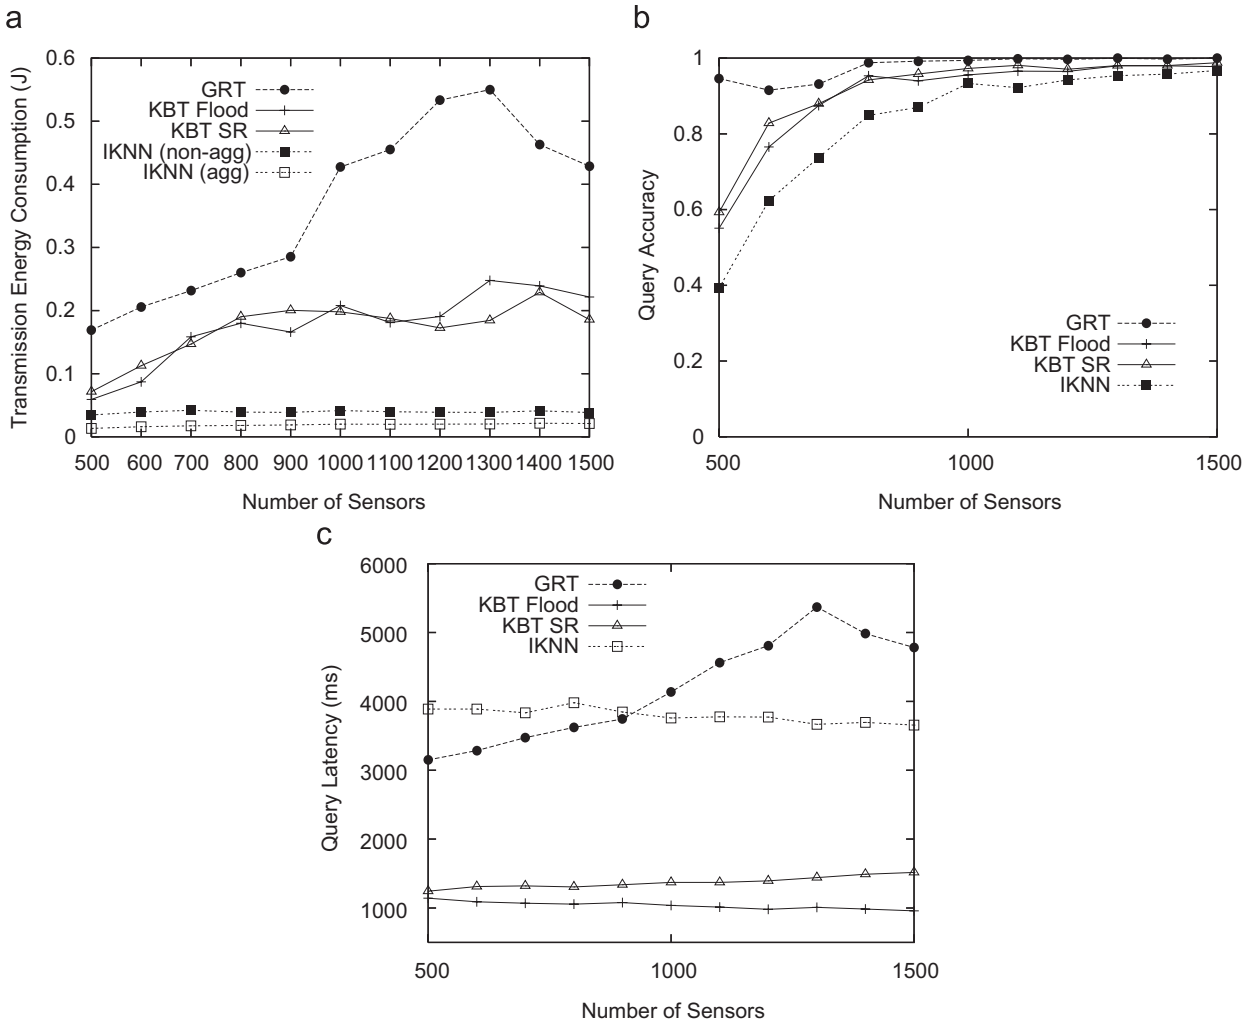 a
Transmission Energy Consumption (J)
0.6
0.5
0.4
0.3
0.2
0.1
0
GRT
KBT Flood
KBT SR
IKNN (non-agg)
IKNN (agg)
500 600 700 800 900 1000 1100 1200 1300 1400 1500
Number of Sensors
b
Query Accuracy
1
0.8
0.6
0.4
0.2
0
GRT
KBT Flood
KBT SR
IKNN
500 1000 1500
Number of Sensors
c
Query Latency (ms)
6000
5000
4000
3000
2000
1000
GRT
KBT Flood
KBT SR
IKNN
500 1000 1500
Number of Sensors